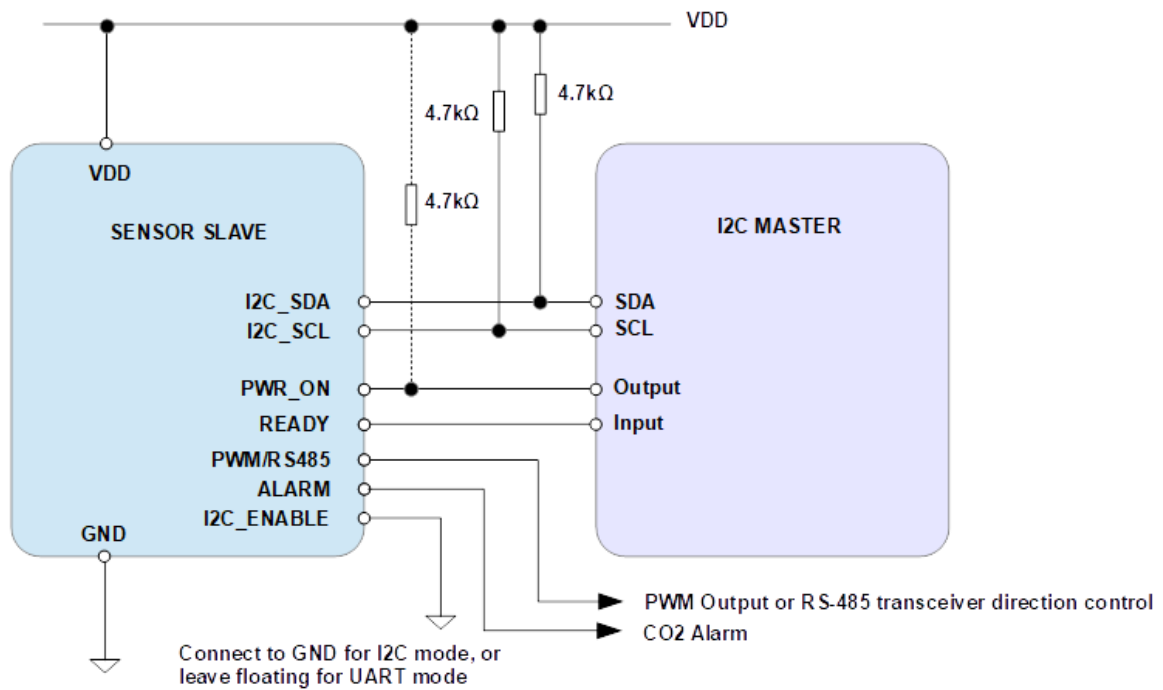 VDD
4.7kΩ
4.7kΩ
4.7kΩ
VDD
SENSOR SLAVE
I2C_SDA
I2C_SCL
PWR_ON
READY
PWM/RS485
ALARM
I2C_ENABLE
GND
I2C MASTER
SDA
SCL
Output
Input
PWM Output or RS-485 transceiver direction control
CO2 Alarm
Connect to GND for I2C mode, or
leave floating for UART mode